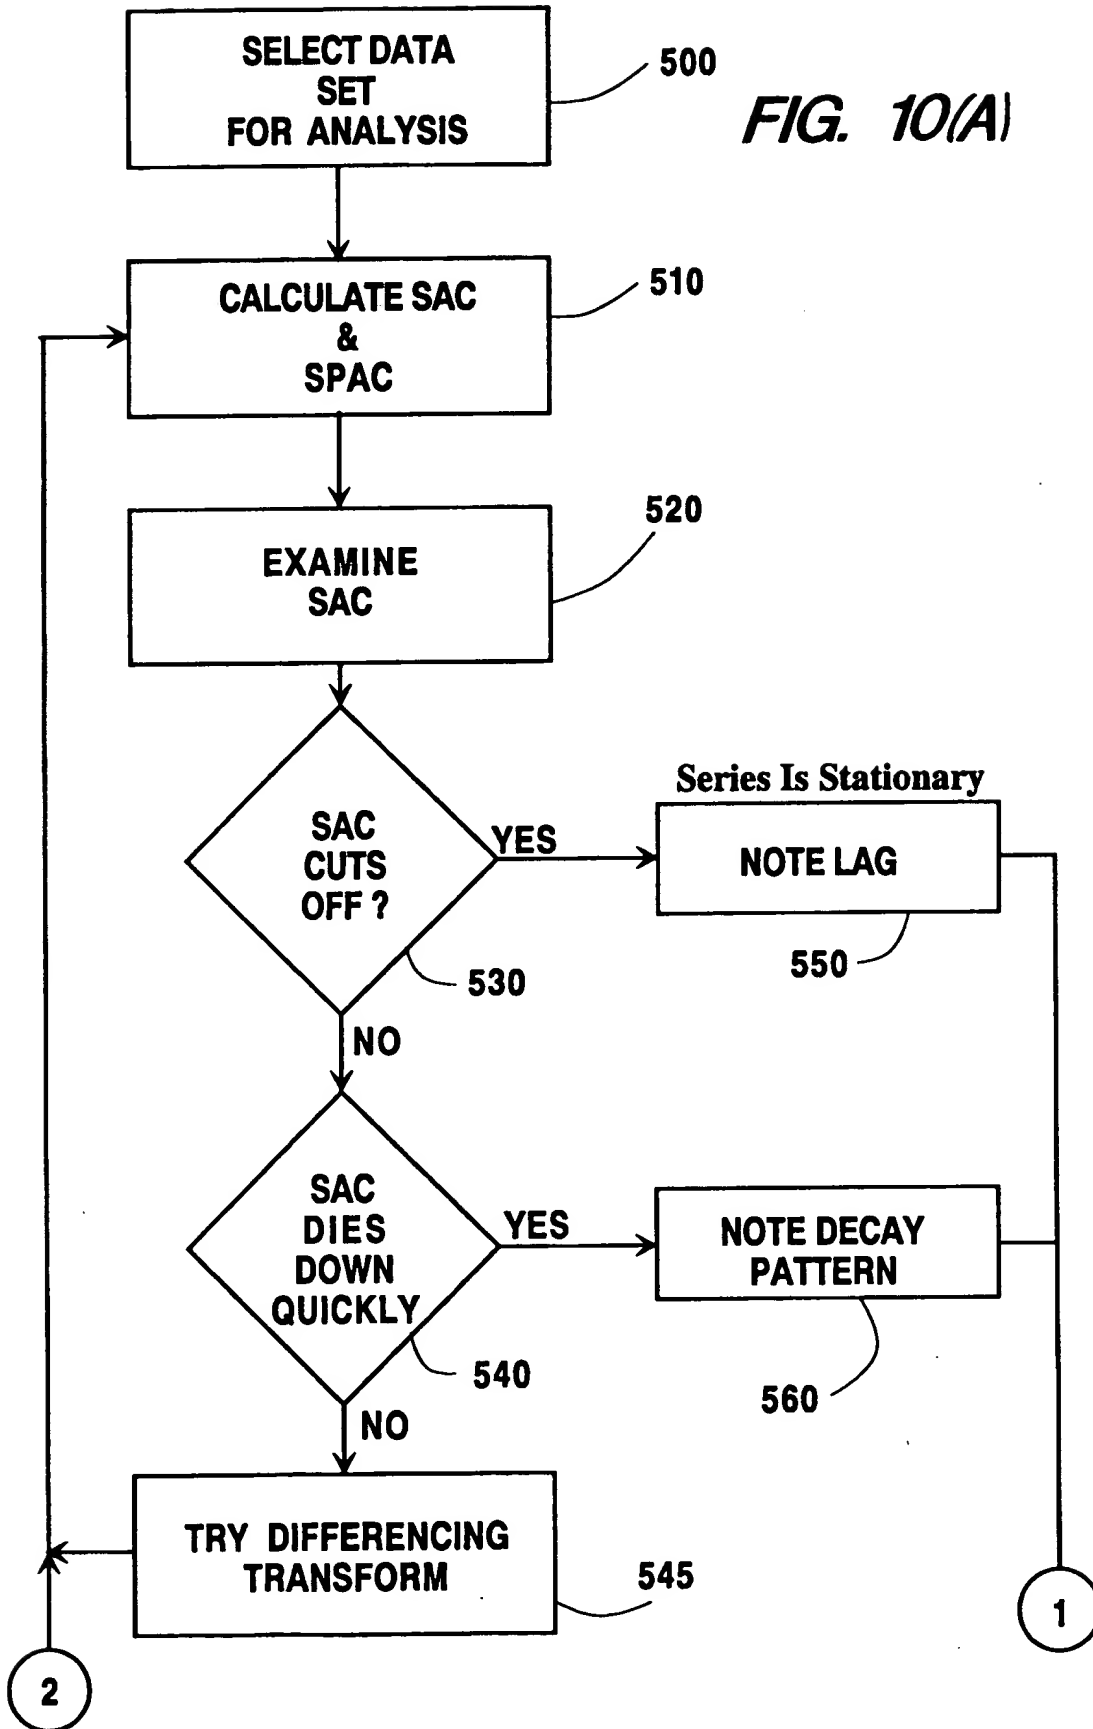 SELECT DATA
SET
FOR ANALYSIS
500
FIG. 10(A)
CALCULATE SAC
&
SPAC
510
EXAMINE
SAC
520
SAC
CUTS
OFF ?
530
YES
Series Is Stationary
NOTE LAG
550
NO
SAC
DIES
DOWN
QUICKLY
540
YES
NOTE DECAY
PATTERN
560
NO
TRY DIFFERENCING
TRANSFORM
545
1
2